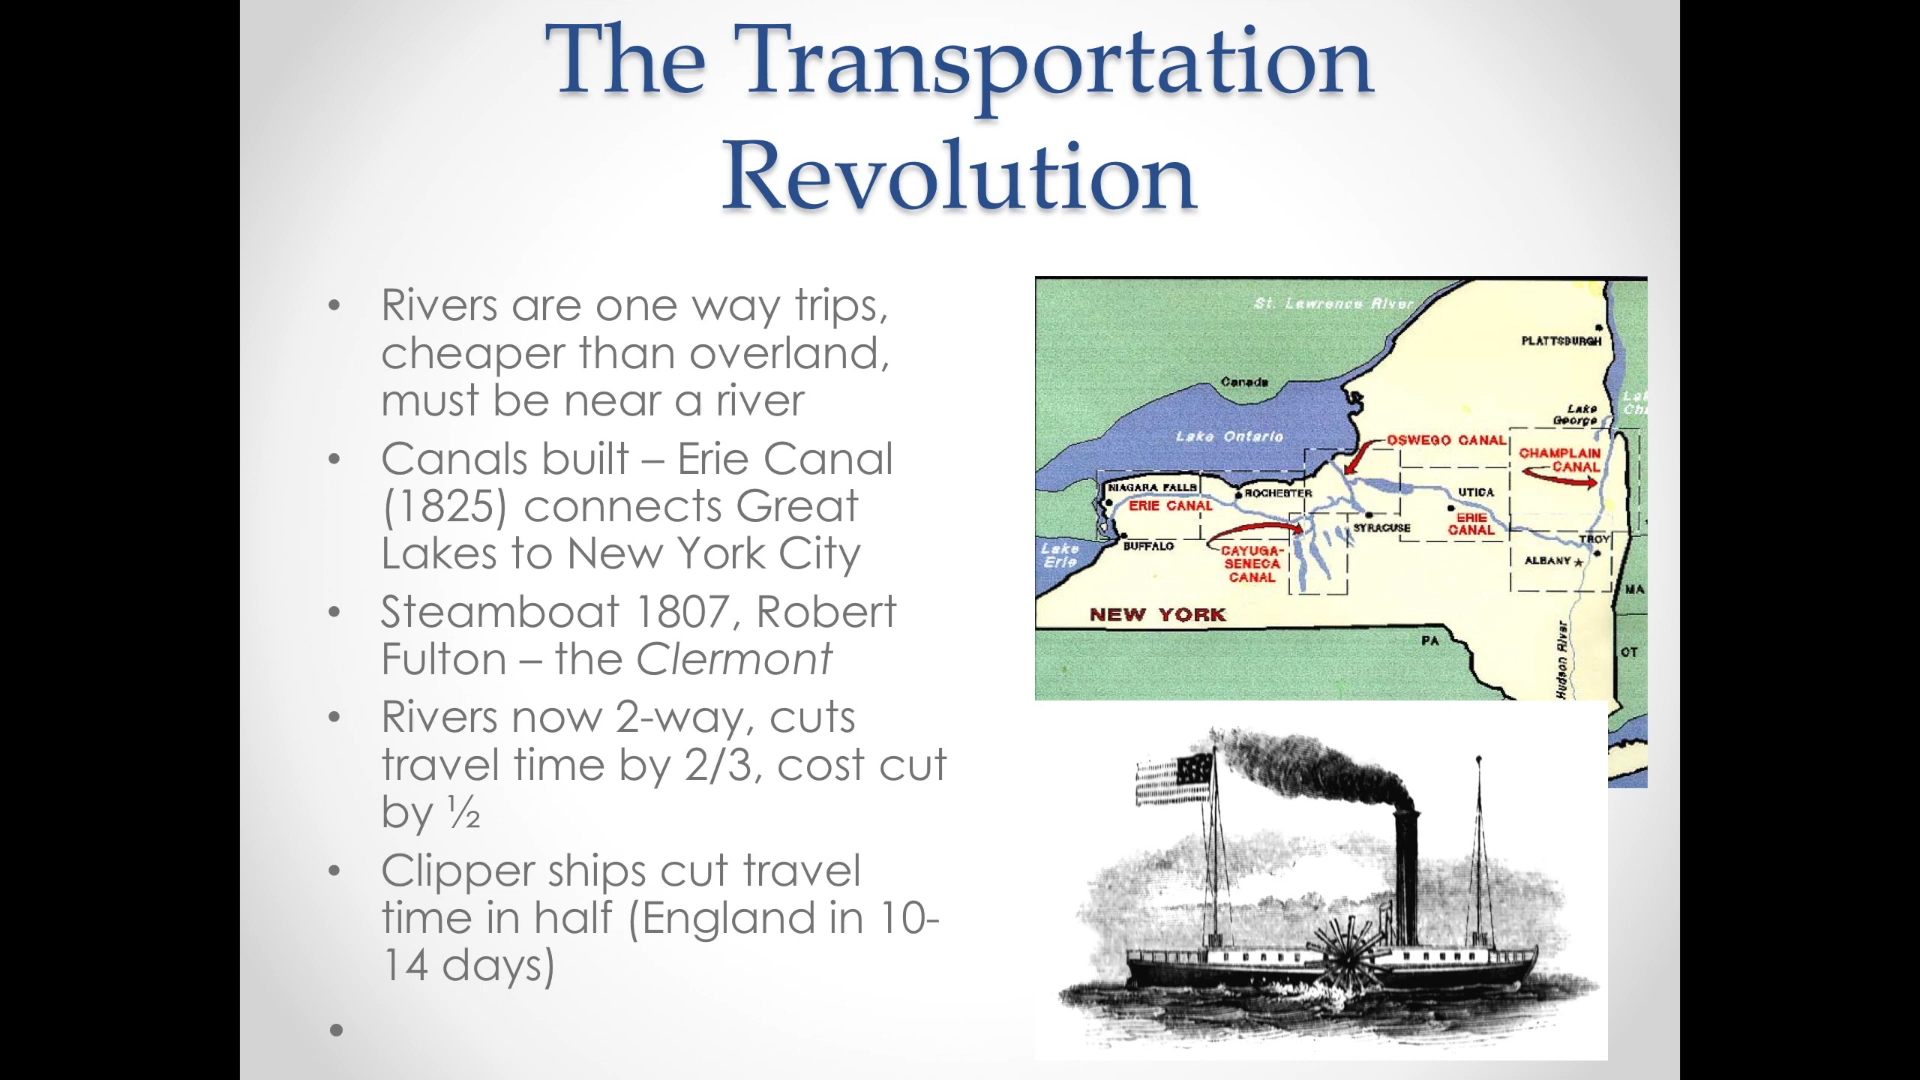 The Transportation
Revolution
• Rivers are one way trips,
cheaper than overland,
must be near a river
• Canals built – Erie Canal
(1825) connects Great
Lakes to New York City
• Steamboat 1807, Robert
Fulton – the Clermont
• Rivers now 2-way, cuts
travel time by 2/3, cost cut
by ½
• Clipper ships cut travel
time in half (England in 10-
14 days)
•
St. Lawrence River
PLATTSBURGH
Canada
Lake
George
Lake Ontario
OSWEGO CANAL
CHAMPLAIN
CANAL
NIAGARA FALLS
ROCHESTER
UTICA
ERIE CANAL
ERIE
CANAL
SYRACUSE
TROY
BUFFALO
Lake
Erie
CAYUGA-
SENECA
CANAL
ALBANY
MA
NEW YORK
PA
CT
Hudson River